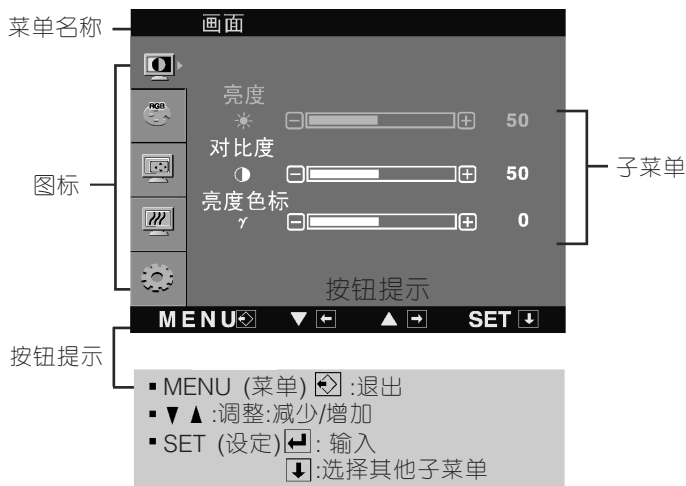 菜单名称
画面
RGB
亮度
50
对比度
50
亮度色标
γ
0
图标
子菜单
按钮提示
MENU
SET
按钮提示
▪ MENU (菜单) :退出
▪ ▼▲ :调整:减少/增加
▪ SET (设定) : 输入
:选择其他子菜单